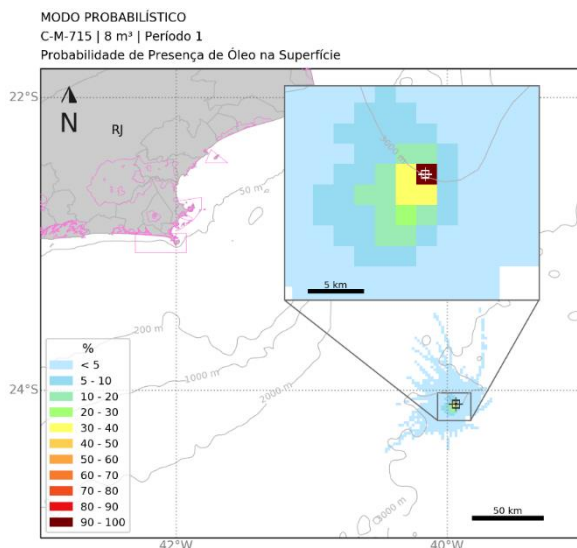 MODO PROBABILÍSTICO
C-M-715 | 8 m³ | Período 1
Probabilidade de Presença de Óleo na Superfície
22°S
N
RJ
50 m
5 km
200 m
1000 m
2000 m
24°S
%
< 5
5 - 10
10 - 20
20 - 30
30 - 40
40 - 50
50 - 60
60 - 70
70 - 80
80 - 90
90 - 100
3000 m
50 km
42°W
40°W